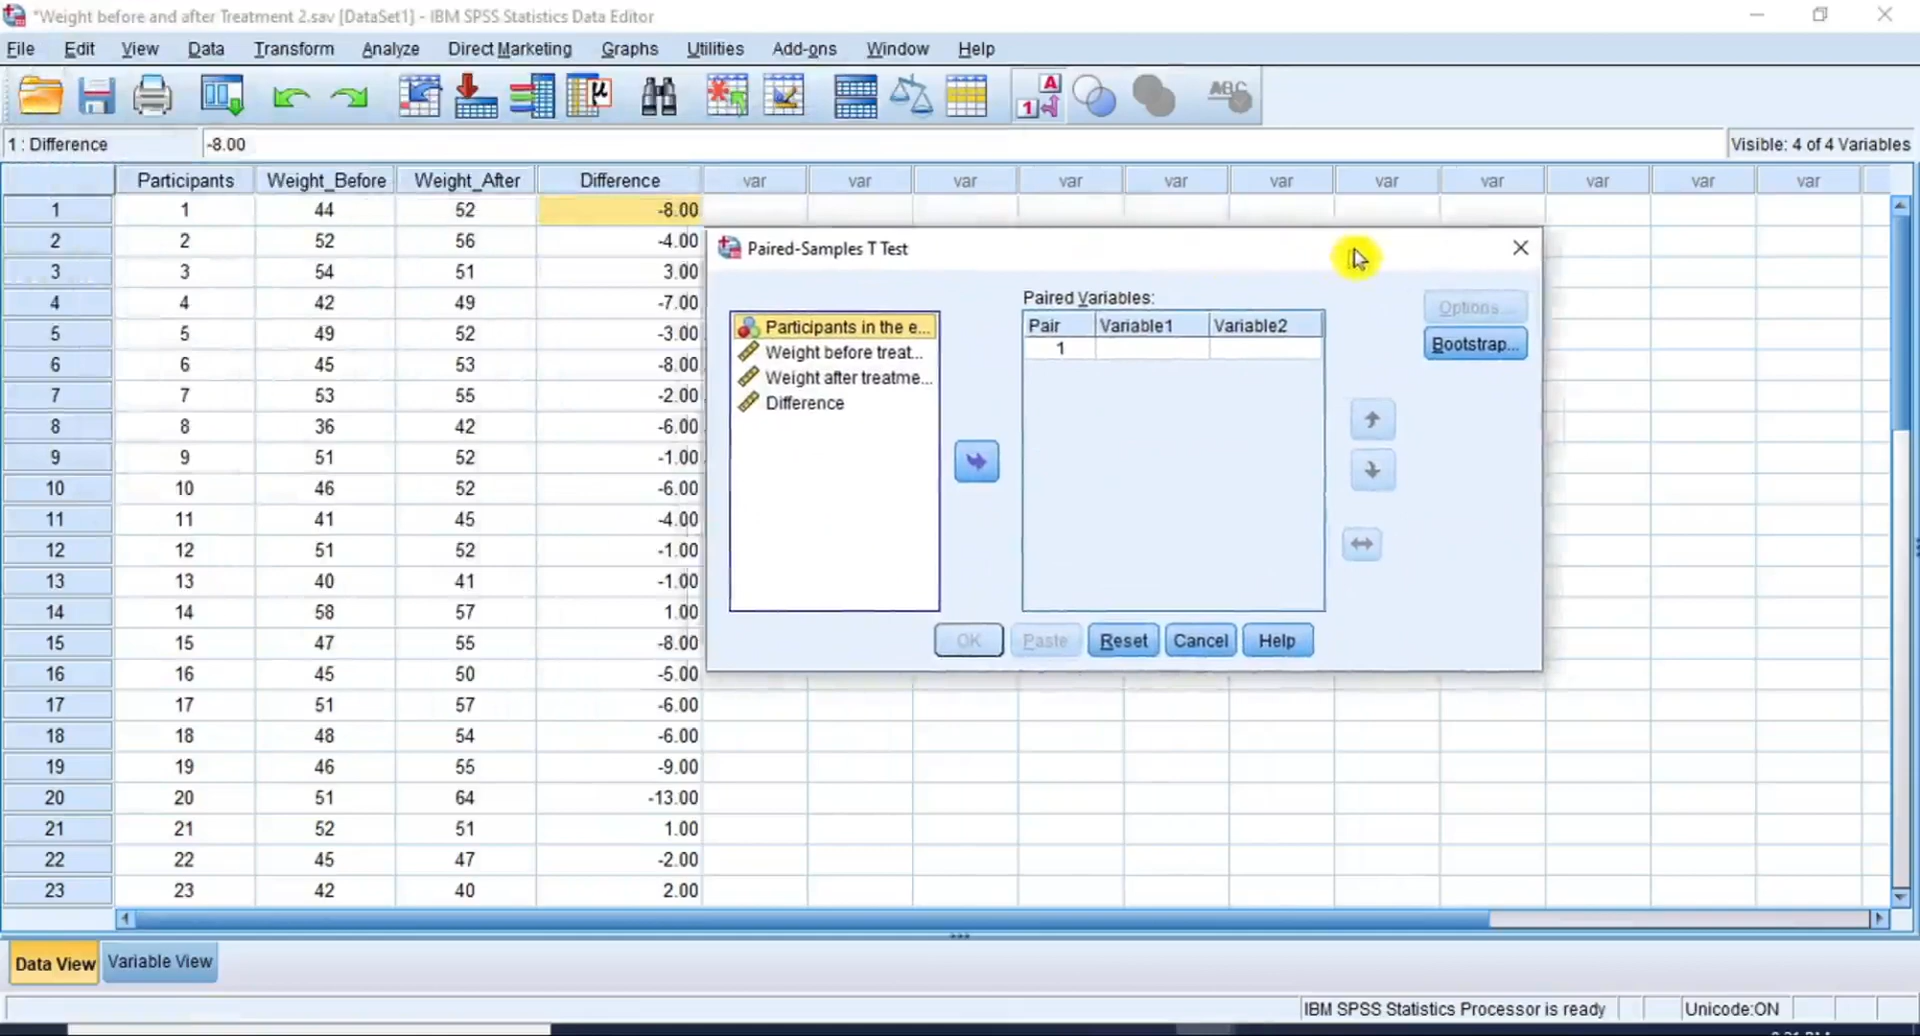 *Weight before and after Treatment 2.sav [DataSet1] - IBM SPSS Statistics Data Editor
File Edit View Data Transform Analyze Direct Marketing Graphs Utilities Add-ons Window Help
1 : Difference -8.00 Visible: 4 of 4 Variables
Participants Weight_Before Weight_After Difference var var var var var var var var var var var
1 1 44 52 -8.00
2 2 52 56 -4.00
3 3 54 51 3.00
4 4 42 49 -7.00
5 5 49 52 -3.00
6 6 45 53 -8.00
7 7 53 55 -2.00
8 8 36 42 -6.00
9 9 51 52 -1.00
10 10 46 52 -6.00
11 11 41 45 -4.00
12 12 51 52 -1.00
13 13 40 41 -1.00
14 14 58 57 1.00
15 15 47 55 -8.00
16 16 45 50 -5.00
17 17 51 57 -6.00
18 18 48 54 -6.00
19 19 46 55 -9.00
20 20 51 64 -13.00
21 21 52 51 1.00
22 22 45 47 -2.00
23 23 42 40 2.00
Paired-Samples T Test
Participants in the e...
Weight before treat...
Weight after treatme...
Difference
Paired Variables:
Pair Variable1 Variable2
1
Options...
Bootstrap...
OK Paste Reset Cancel Help
Data View Variable View
IBM SPSS Statistics Processor is ready Unicode:ON